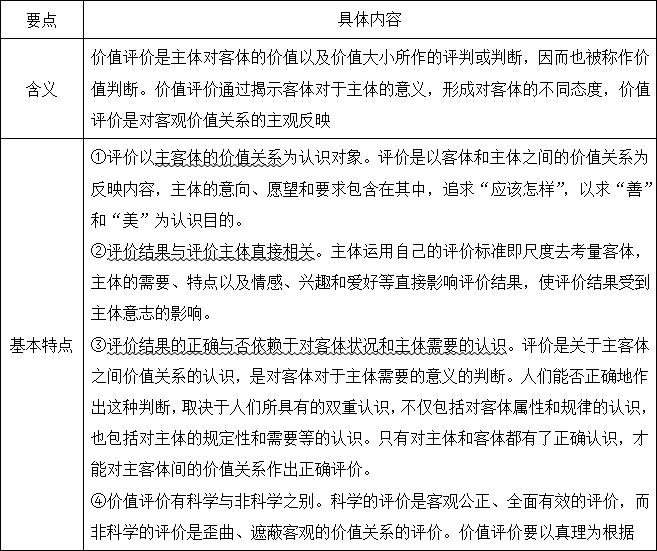 要点 具体内容
价值评价是主体对客体的价值以及价值大小所作的评判或判断，因而也被称作价
含义 值判断。价值评价通过揭示客体对于主体的意义，形成对客体的不同态度，价值
评价是对客观价值关系的主观反映
①评价以主客体的价值关系为认识对象。评价是以客体和主体之间的价值关系为
反映内容，主体的意向、愿望和要求包含在其中，追求“应该怎样”，以求“善”
和“美”为认识目的。
②评价结果与评价主体直接相关。主体运用自己的评价标准即尺度去考量客体，
主体的需要、特点以及情感、兴趣和爱好等直接影响评价结果，使评价结果受到
主体意志的影响。
基本特点 ③评价结果的正确与否依赖于对客体状况和主体需要的认识。评价是关于主客体
之间价值关系的认识，是对客体对于主体需要的意义的判断。人们能否正确地作
出这种判断，取决于人们所具有的双重认识，不仅包括对客体属性和规律的认识，
也包括对主体的规定性和需要等的认识。只有对主体和客体都有了正确认识，才
能对主客体间的价值关系作出正确评价。
④价值评价有科学与非科学之别。科学的评价是客观公正、全面有效的评价，而
非科学的评价是歪曲、遮蔽客观的价值关系的评价。价值评价要以真理为根据